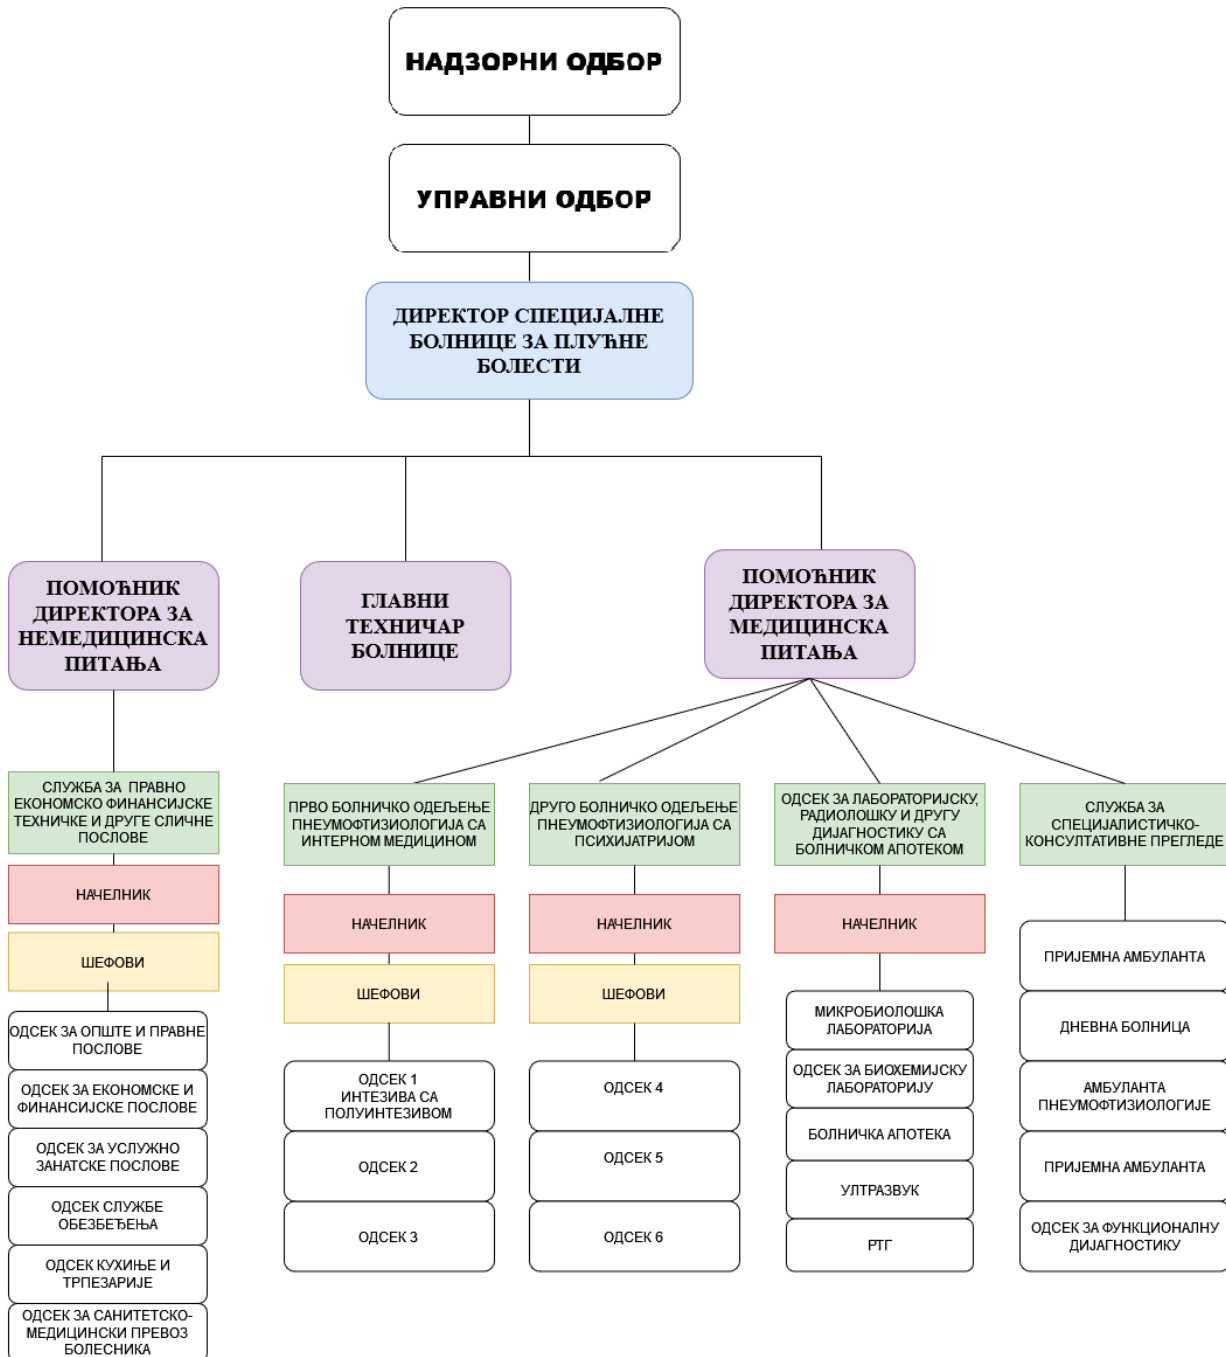 НАДЗОРНИ ОДБОР
УПРАВНИ ОДБОР
ДИРЕКТОР СПЕЦИЈАЛНЕ
БОЛНИЦЕ ЗА ПЛУЋНЕ
БОЛЕСТИ
ПОМОЋНИК
ДИРЕКТОРА ЗА
НЕМЕДИЦИНСКА
ПИТАЊА
ГЛАВНИ
ТЕХНИЧАР
БОЛНИЦЕ
ПОМОЋНИК
ДИРЕКТОРА ЗА
МЕДИЦИНСКА
ПИТАЊА
СЛУЖБА ЗА ПРАВНО
ЕКОНОМСКО ФИНАНСИЈСКЕ
ТЕХНИЧКЕ И ДРУГЕ СЛИЧНЕ
ПОСЛОВЕ
НАЧЕЛНИК
ШЕФОВИ
ОДСЕК ЗА ОПШТЕ И ПРАВНЕ
ПОСЛОВЕ
ОДСЕК ЗА ЕКОНОМСКЕ И
ФИНАНСИЈСКЕ ПОСЛОВЕ
ОДСЕК ЗА УСЛУЖНО
ЗАНАТСКЕ ПОСЛОВЕ
ОДСЕК СЛУЖБЕ
ОБЕЗБЕЂЕЊА
ОДСЕК КУХИЊЕ И
ТРПЕЗАРИЈЕ
ОДСЕК ЗА САНИТЕТСКО-
МЕДИЦИНСКИ ПРЕВОЗ
БОЛЕСНИКА
ПРВО БОЛНИЧКО ОДЕЉЕЊЕ
ПНЕУМОФТИЗИОЛОГИЈА СА
ИНТЕРНОМ МЕДИЦИНОМ
НАЧЕЛНИК
ШЕФОВИ
ОДСЕК 1
ИНТЕЗИВА СА
ПОЛУИНТЕЗИВОМ
ОДСЕК 2
ОДСЕК 3
ДРУГО БОЛНИЧКО ОДЕЉЕЊЕ
ПНЕУМОФТИЗИОЛОГИЈА СА
ПСИХИЈАТРИЈОМ
НАЧЕЛНИК
ШЕФОВИ
ОДСЕК 4
ОДСЕК 5
ОДСЕК 6
ОДСЕК ЗА ЛАБОРАТОРИЈСКУ,
РАДИОЛОШКУ И ДРУГУ
ДИЈАГНОСТИКУ СА
БОЛНИЧКОМ АПОТЕКОМ
НАЧЕЛНИК
МИКРОБИОЛОШКА
ЛАБОРАТОРИЈА
ОДСЕК ЗА БИОХЕМИЈСКУ
ЛАБОРАТОРИЈУ
БОЛНИЧКА АПОТЕКА
УЛТРАЗВУК
РТГ
СЛУЖБА ЗА
СПЕЦИЈАЛИСТИЧКО-
КОНСУЛТАТИВНЕ ПРЕГЛЕДЕ
ПРИЈЕМНА АМБУЛАНТА
ДНЕВНА БОЛНИЦА
АМБУЛАНТА
ПНЕУМОФТИЗИОЛОГИЈЕ
ПРИЈЕМНА АМБУЛАНТА
ОДСЕК ЗА ФУНКЦИОНАЛНУ
ДИЈАГНОСТИКУ